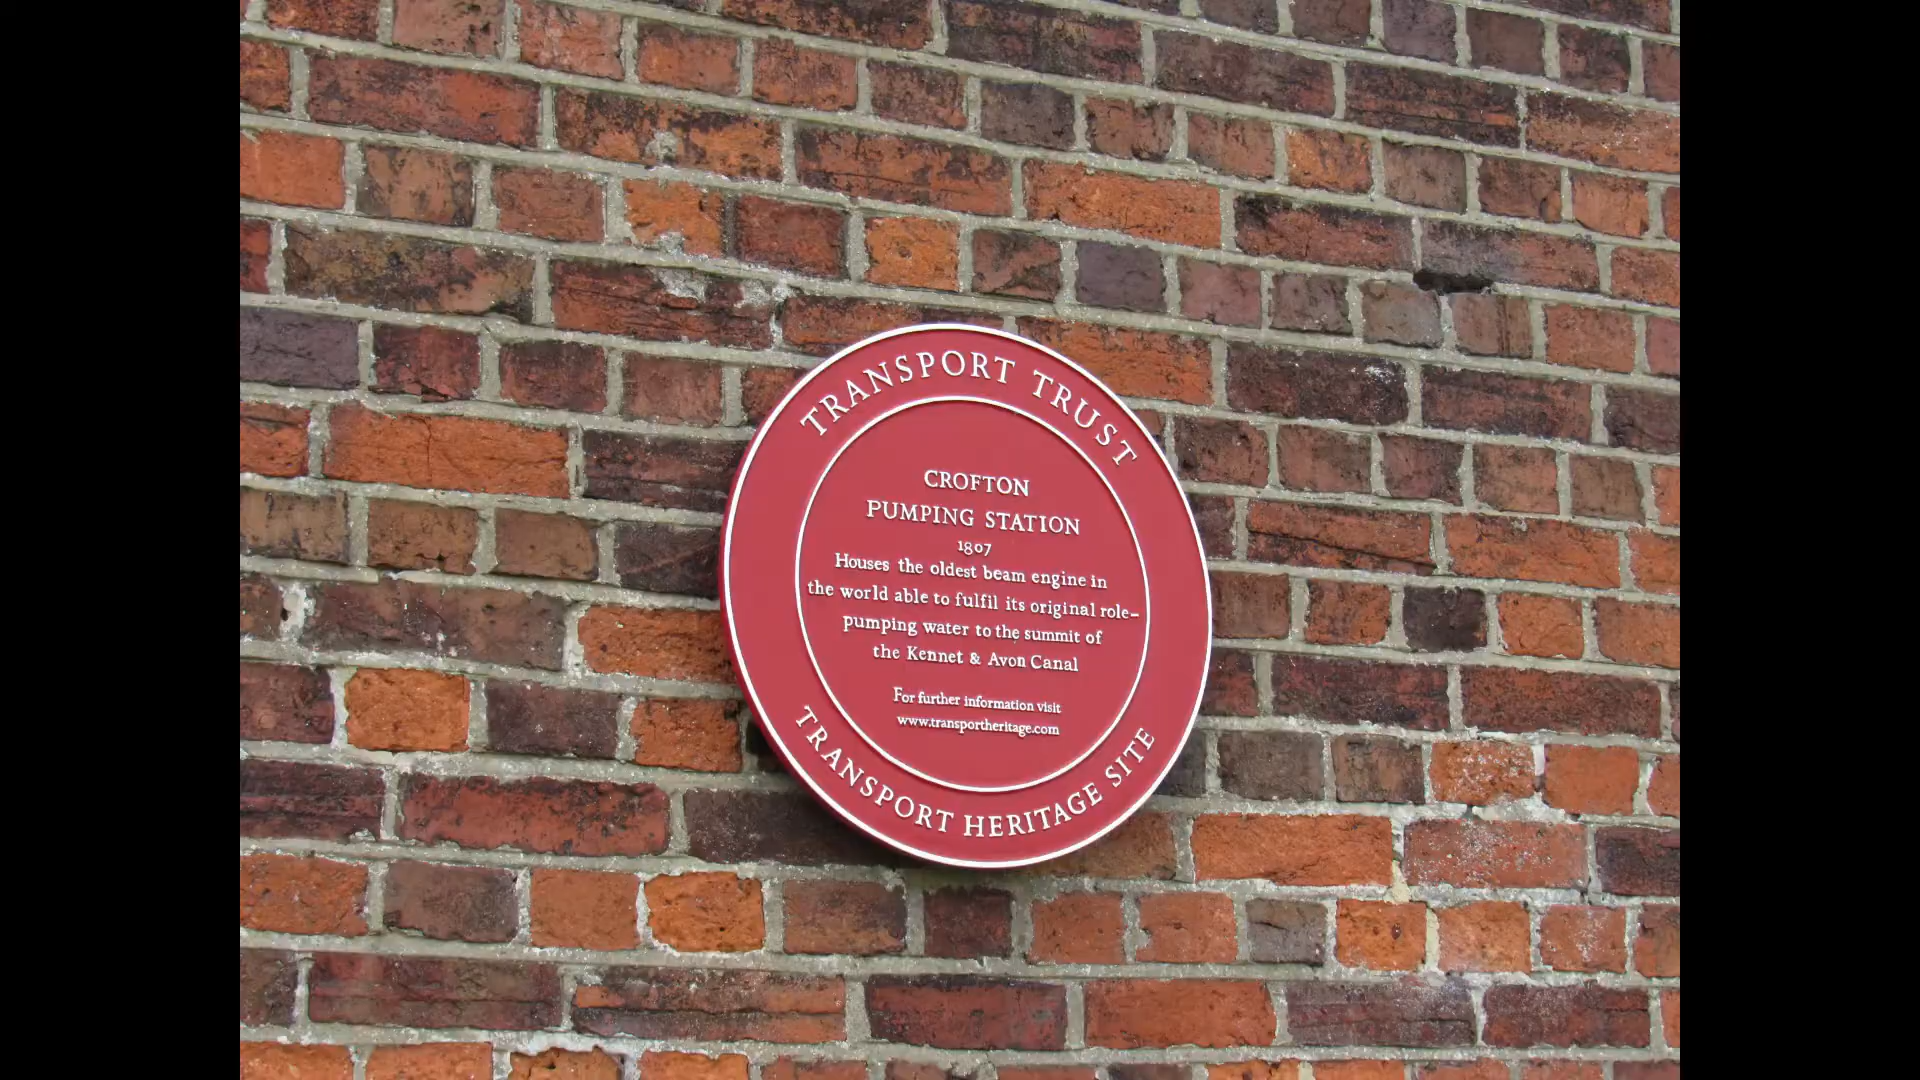 TRANSPORT TRUST
CROFTON
PUMPING STATION
1807
Houses the oldest beam engine in
the world able to fulfil its original role–
pumping water to the summit of
the Kennet & Avon Canal
For further information visit
www.transportheritage.com
TRANSPORT HERITAGE SITE